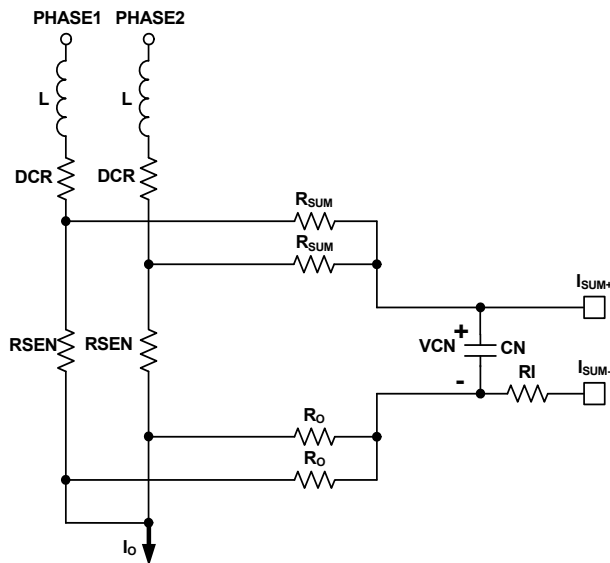 PHASE1 PHASE2
L
L
DCR
DCR
RSUM
RSUM
ISUM+
RSEN
RSEN
+
VCN
CN
-
RI
ISUM-
RO
RO
IO